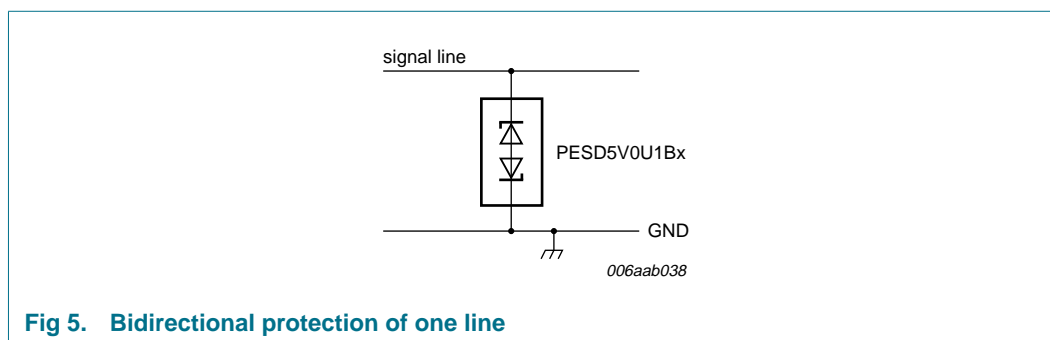 signal line
PESD5V0U1Bx
GND
006aab038
Fig 5. Bidirectional protection of one line